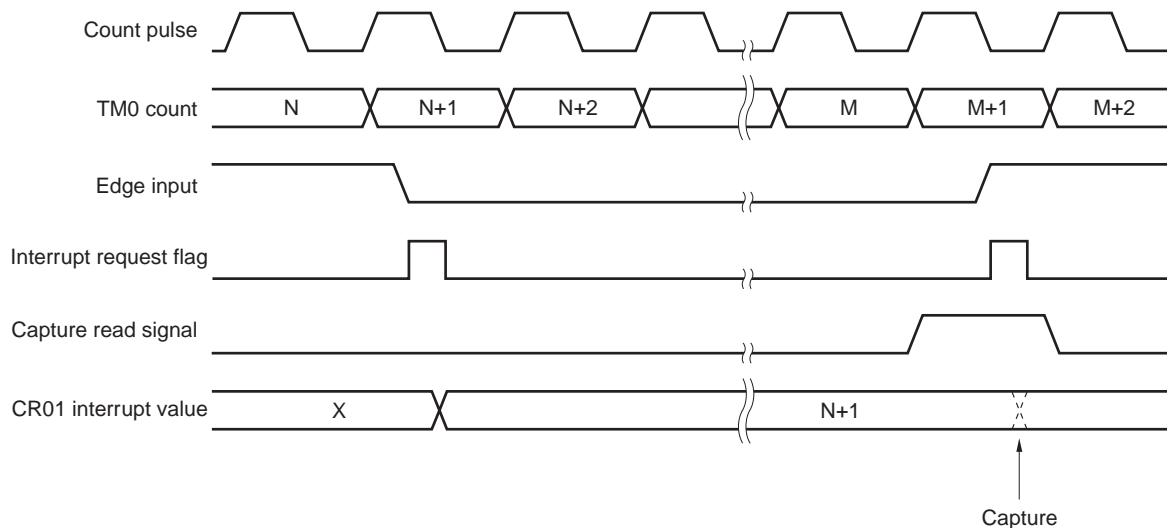 Count pulse
TM0 count
N
N+1
N+2
M
M+1
M+2
Edge input
Interrupt request flag
Capture read signal
CR01 interrupt value
X
N+1
Capture